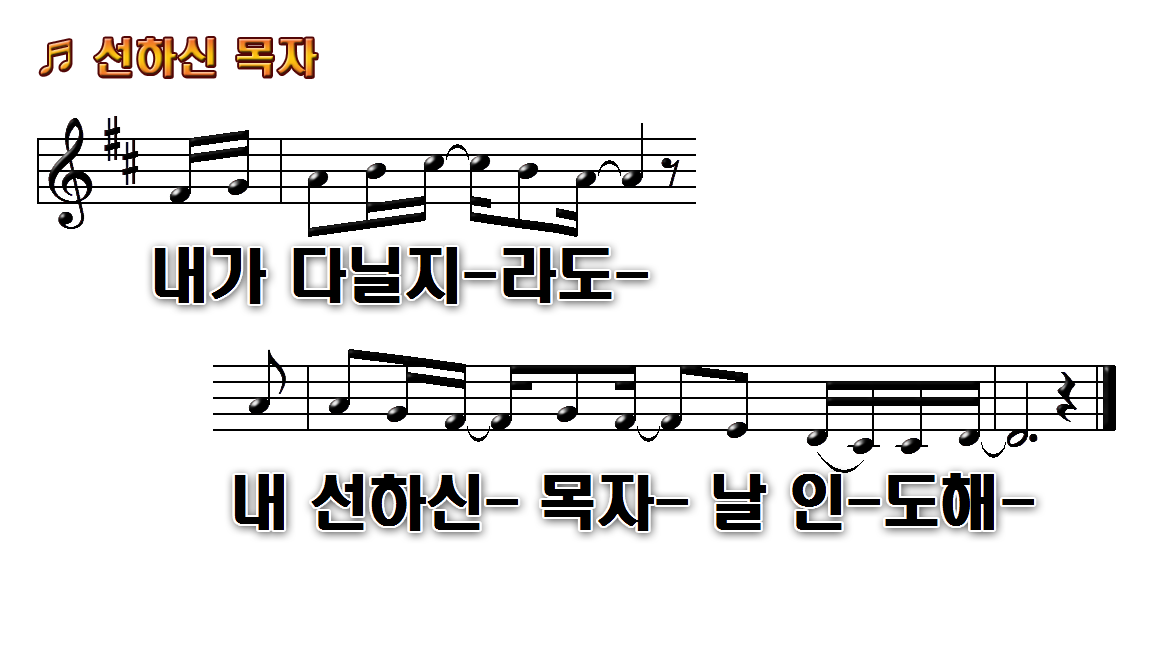 ♬ 선하신 목자
내가 다닐지-라도-
내 선하신- 목자- 날 인-도해-